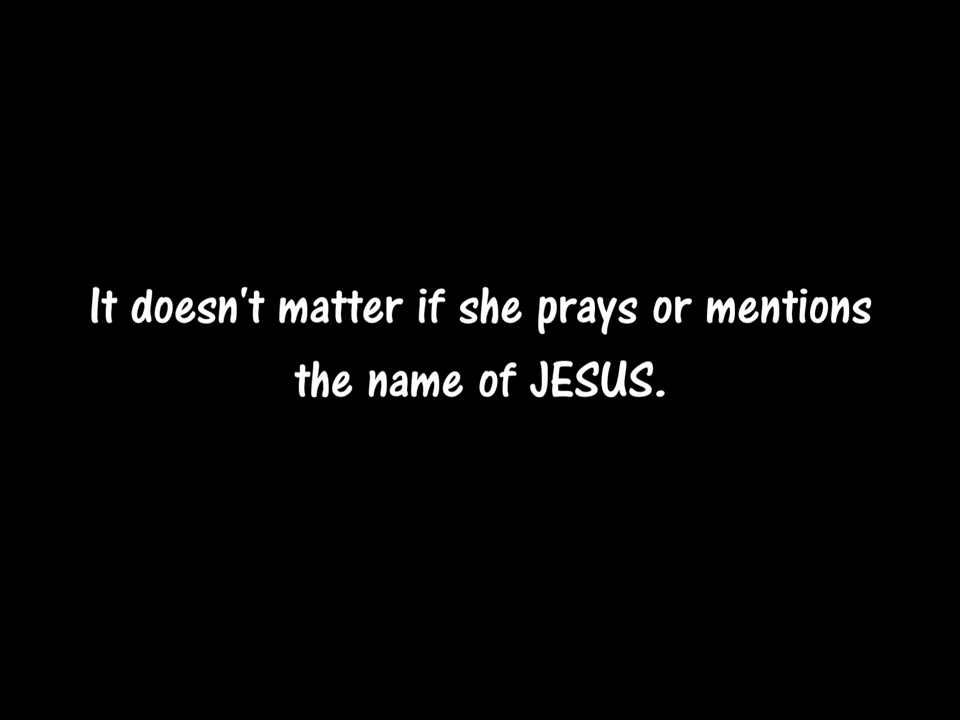 It doesn't matter if she prays or mentions
the name of JESUS.